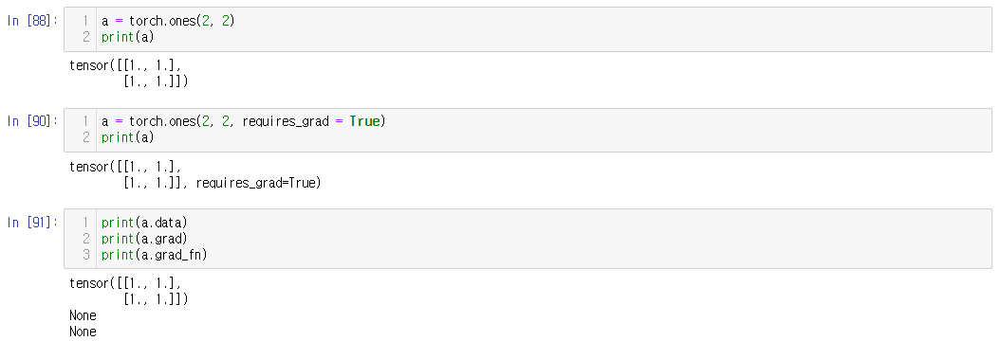 In [88]:
1 a = torch.ones(2, 2)
2 print(a)
tensor([[1., 1.],
        [1., 1.]])
In [90]:
1 a = torch.ones(2, 2, requires_grad = True)
2 print(a)
tensor([[1., 1.],
        [1., 1.]], requires_grad=True)
In [91]:
1 print(a.data)
2 print(a.grad)
3 print(a.grad_fn)
tensor([[1., 1.],
        [1., 1.]])
None
None